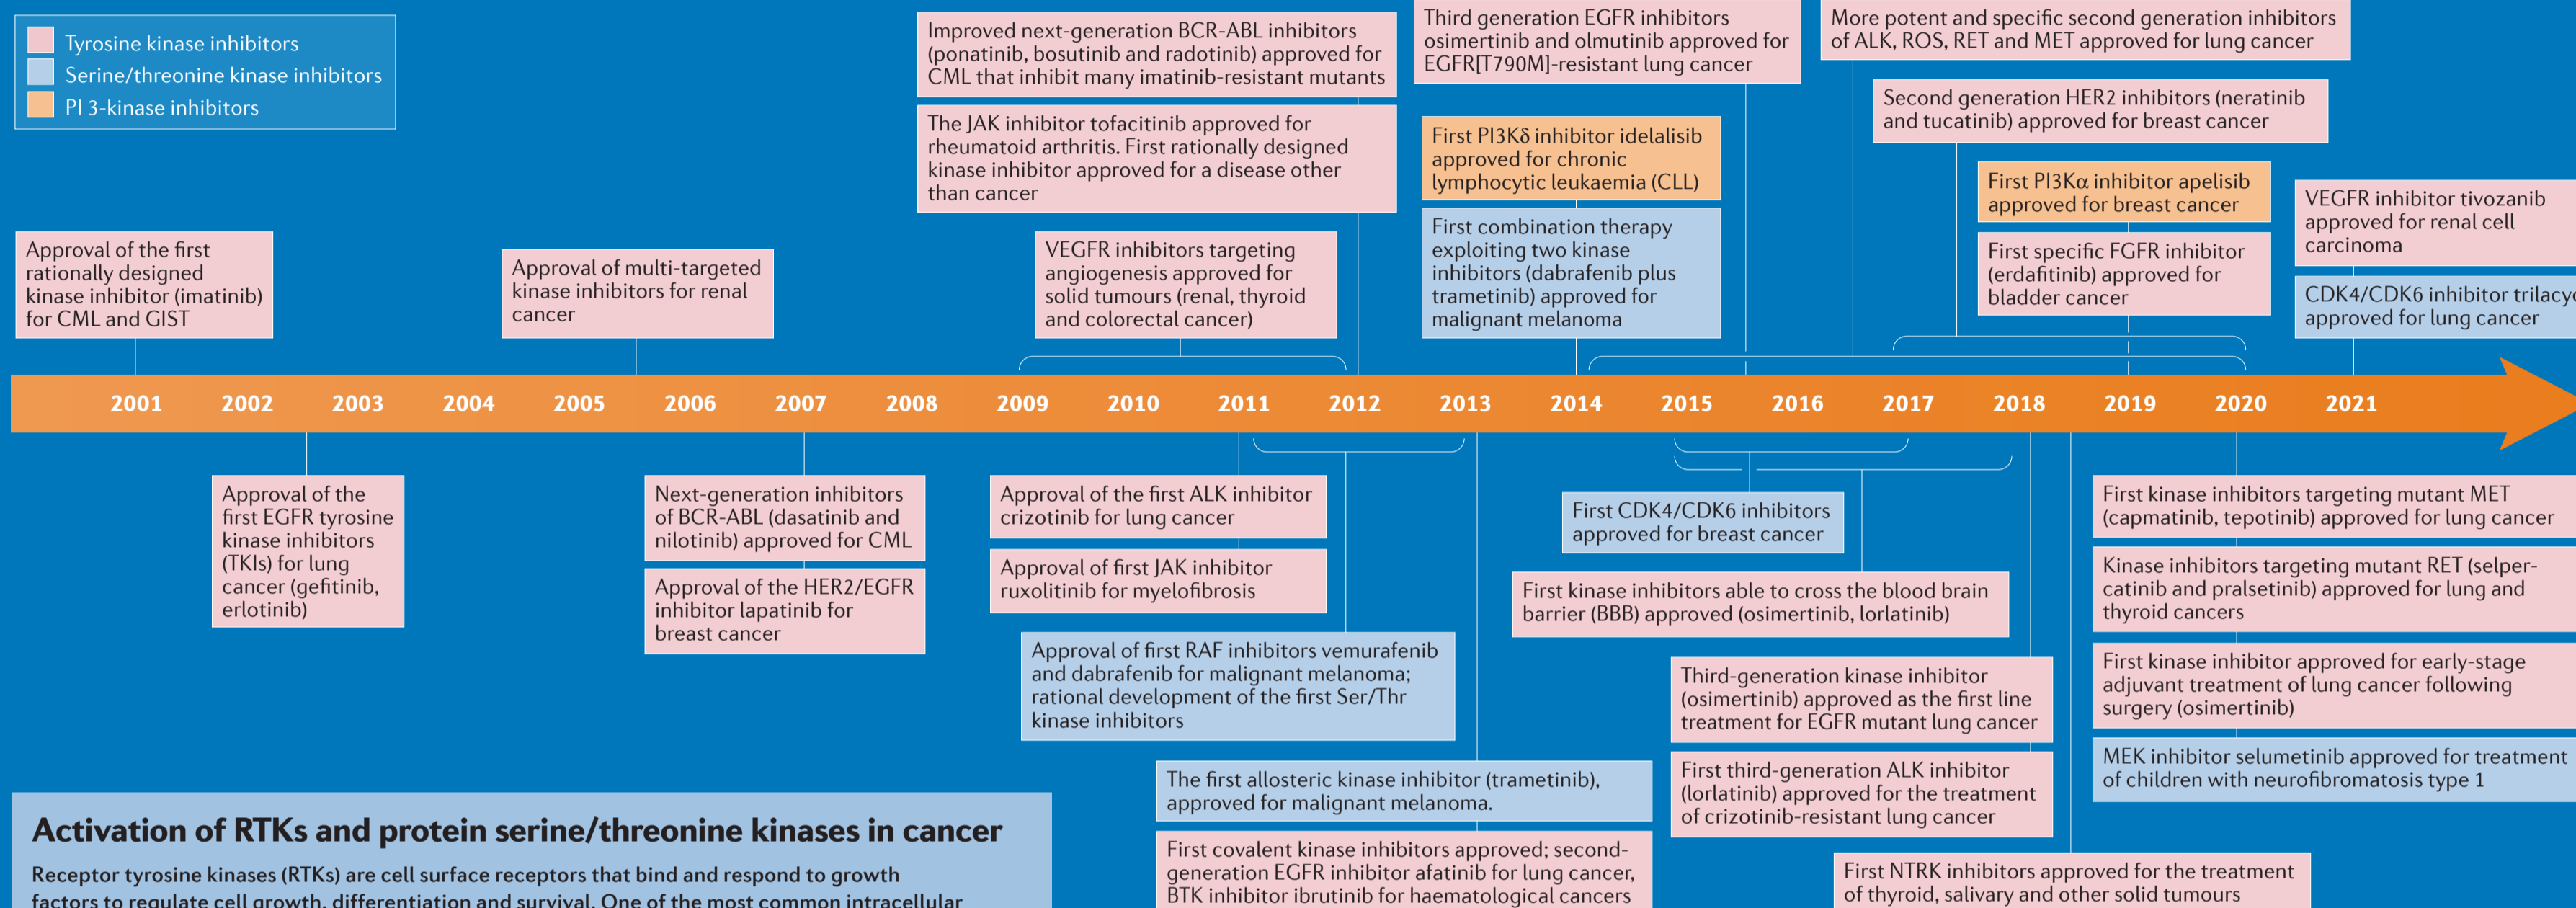 Tyrosine kinase inhibitors
Serine/threonine kinase inhibitors
PI 3-kinase inhibitors
Improved next-generation BCR-ABL inhibitors
(ponatinib, bosutinib and radotinib) approved for
CML that inhibit many imatinib-resistant mutants
Third generation EGFR inhibitors
osimertinib and olmutinib approved for
EGFR[T790M]-resistant lung cancer
More potent and specific second generation inhibitors
of ALK, ROS, RET and MET approved for lung cancer
The JAK inhibitor tofacitinib approved for
rheumatoid arthritis. First rationally designed
kinase inhibitor approved for a disease other
than cancer
First PI3Kδ inhibitor idelalisib
approved for chronic
lymphocytic leukaemia (CLL)
Second generation HER2 inhibitors (neratinib
and tucatinib) approved for breast cancer
First PI3Kα inhibitor apelisib
approved for breast cancer
VEGFR inhibitor tivozanib
approved for renal cell
carcinoma
Approval of the first
rationally designed
kinase inhibitor (imatinib)
for CML and GIST
Approval of multi-targeted
kinase inhibitors for renal
cancer
VEGFR inhibitors targeting
angiogenesis approved for
solid tumours (renal, thyroid
and colorectal cancer)
First combination therapy
exploiting two kinase
inhibitors (dabrafenib plus
trametinib) approved for
malignant melanoma
First specific FGFR inhibitor
(erdafitinib) approved for
bladder cancer
CDK4/CDK6 inhibitor
approved for lung cancer
2001 2002 2003 2004 2005 2006 2007 2008 2009 2010 2011 2012 2013 2014 2015 2016 2017 2018 2019 2020 2021
Approval of the
first EGFR tyrosine
kinase inhibitors
(TKIs) for lung
cancer (gefitinib,
erlotinib)
Next-generation inhibitors
of BCR-ABL (dasatinib and
nilotinib) approved for CML
Approval of the HER2/EGFR
inhibitor lapatinib for
breast cancer
Approval of the first ALK inhibitor
crizotinib for lung cancer
Approval of first JAK inhibitor
ruxolitinib for myelofibrosis
Approval of first RAF inhibitors vemurafenib
and dabrafenib for malignant melanoma;
rational development of the first Ser/Thr
kinase inhibitors
The first allosteric kinase inhibitor (trametinib),
approved for malignant melanoma.
First covalent kinase inhibitors approved; second-
generation EGFR inhibitor afatinib for lung cancer,
BTK inhibitor ibrutinib for haematological cancers
First CDK4/CDK6 inhibitors
approved for breast cancer
First kinase inhibitors able to cross the blood brain
barrier (BBB) approved (osimertinib, lorlatinib)
Third-generation kinase inhibitor
(osimertinib) approved as the first line
treatment for EGFR mutant lung cancer
First third-generation ALK inhibitor
(lorlatinib) approved for the treatment
of crizotinib-resistant lung cancer
First NTRK inhibitors approved for the treatment
of thyroid, salivary and other solid tumours
First kinase inhibitors targeting mutant MET
(capmatinib, tepotinib) approved for lung cancer
Kinase inhibitors targeting mutant RET (selper-
catinib and pralsetinib) approved for lung and
thyroid cancers
First kinase inhibitor approved for early-stage
adjuvant treatment of lung cancer following
surgery (osimertinib)
MEK inhibitor selumetinib approved for treatment
of children with neurofibromatosis type 1
Activation of RTKs and protein serine/threonine kinases in cancer
Receptor tyrosine kinases (RTKs) are cell surface receptors that bind and respond to growth
factors to regulate cell growth, differentiation and survival. One of the most common intracellular